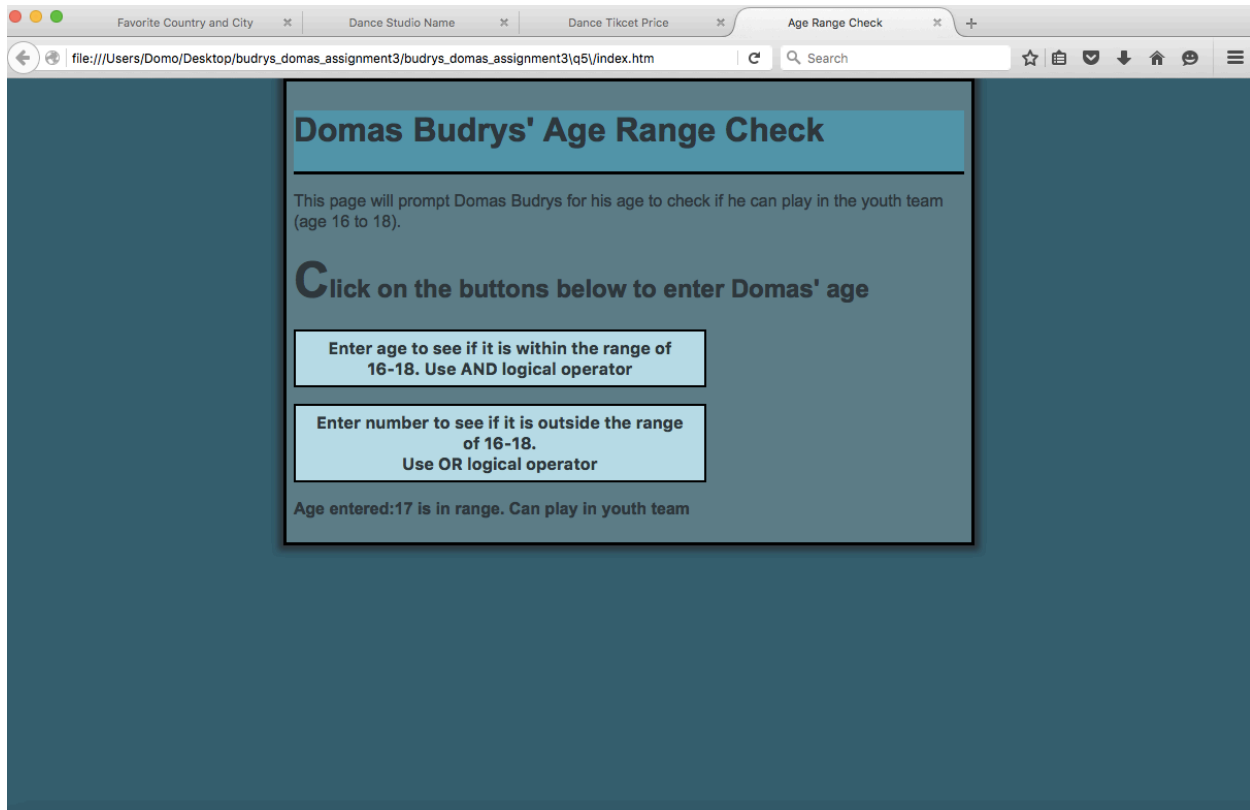 Favorite Country and City
Dance Studio Name
Dance Tikcet Price
Age Range Check
file:///Users/Domo/Desktop/budrys_domas_assignment3/budrys_domas_assignment3\q5\/index.htm
Search
Domas Budrys' Age Range Check
This page will prompt Domas Budrys for his age to check if he can play in the youth team
(age 16 to 18).
Click on the buttons below to enter Domas' age
Enter age to see if it is within the range of
16-18. Use AND logical operator
Enter number to see if it is outside the range
of 16-18.
Use OR logical operator
Age entered:17 is in range. Can play in youth team